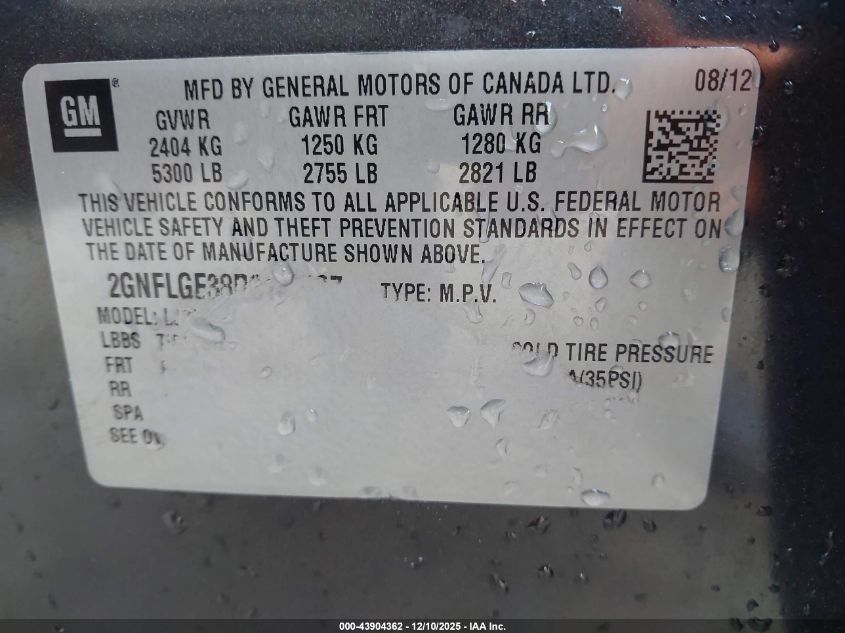 GM®
MFD BY GENERAL MOTORS OF CANADA LTD. 08/12
GVWR GAWR FRT GAWR RR
2404 KG 1250 KG 1280 KG
5300 LB 2755 LB 2821 LB
THIS VEHICLE CONFORMS TO ALL APPLICABLE U.S. FEDERAL MOTOR
VEHICLE SAFETY AND THEFT PREVENTION STANDARDS IN EFFECT ON
THE DATE OF MANUFACTURE SHOWN ABOVE.
TYPE: M.P.V.
MODEL:
LBBS COLD TIRE PRESSURE
FRT (35PSI)
RR
SPA
SEE
000-43904362 - 12/10/2025 - IAA Inc.